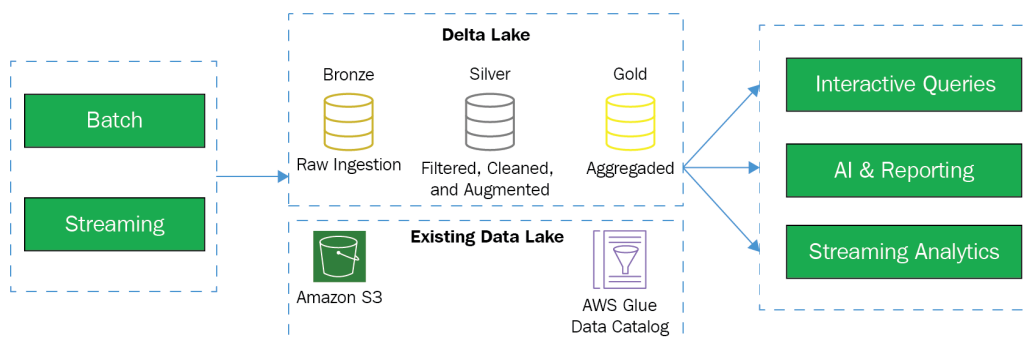 Batch
Streaming
Delta Lake
Bronze
Silver
Gold
Raw Ingestion
Filtered, Cleaned,
and Augmented
Aggregaded
Existing Data Lake
Amazon S3
AWS Glue
Data Catalog
Interactive Queries
AI & Reporting
Streaming Analytics